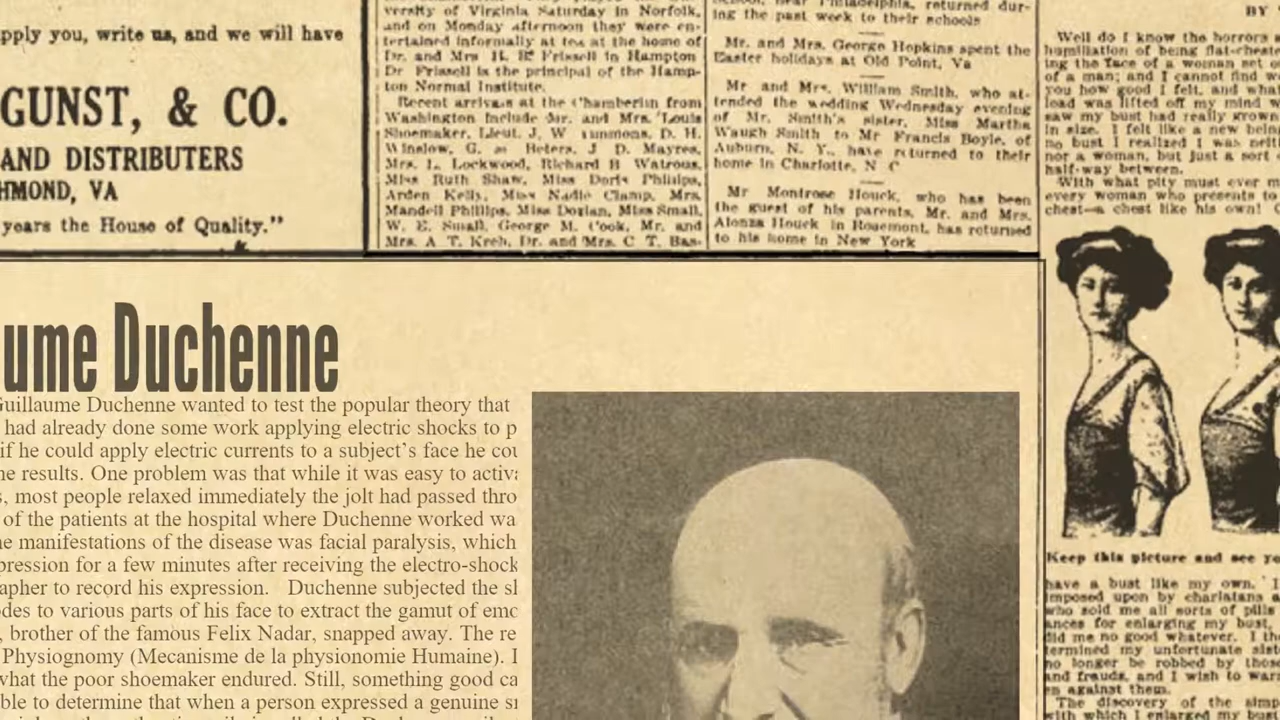 pply you, write us, and we will have
GUNST, & CO.
AND DISTRIBUTERS
HMOND, VA
years the House of Quality."
versity of Virginia Saturday in Norfolk,
and on Monday afternoon they were en-
tertained informally at tea at the home of
Dr. and Mrs H. B Frissell in Hampton
Dr Frissell is the principal of the Hamp-
ton Normal Institute.
Recent arrivals at the Chamberlin from
Washington include Mr. and Mrs. Louis
Shoemaker, Lieut. J. W D. H.
Winslow, G. Peters, J D. Mayres,
Mrs. L. Lockwood, Richard B Watrous,
Miss Ruth Shaw, Miss Doris Philips,
Arden Kells, Miss Nadie Clamp, Mrs.
Mandell Phillips, Miss Dorian, Miss Small,
W. E. Small, George M. Cook, Mr. and
Mrs. A T. Kreh, Dr. and Mrs. C T. Bas-
near Philadelphia, returned dur-
ing the past week to their schools
Mr. and Mrs. George Hopkins spent the
Easter holidays at Old Point, Va
Mr and Mrs. William Smith, who at-
tended the wedding Wednesday evening
of Mr. Smith's sister, Miss Martha
Waugh Smith to Mr Francis Boyle, of
Auburn, N. Y., have returned to their
home in Charlotte, N C
Mr Montrose Houck, who has been
the guest of his parents, Mr. and Mrs.
Alonza Houck in Rosemont, has returned
to his home in New York
BY
Well do I know the horrors a
humiliation of being flat-cheste
ing the face of a woman set o
of a man; and I cannot find w
you how good I felt, and what
load was lifted off my mind w
saw my bust had really grown
in size. I felt like a new bein
no bust I realized I was neith
nor a woman, but just a sort o
half-way between.
With what pity must ever m
every woman who presents to
chest—a chest like his own!
Keep this picture and see yo
have a bust like my own. I
imposed upon by charlatans a
who sold me all sorts of pills
ances for enlarging my bust,
did me no good whatever. I the
termined my unfortunate siste
no longer be robbed by those
and frauds, and I wish to warn
en against them.
The discovery of the simp
with which I enlarged my bust
ume Duchenne
Guillaume Duchenne wanted to test the popular theory that
had already done some work applying electric shocks to p
if he could apply electric currents to a subject's face he cou
ne results. One problem was that while it was easy to activa
s, most people relaxed immediately the jolt had passed thro
of the patients at the hospital where Duchenne worked wa
ne manifestations of the disease was facial paralysis, which
pression for a few minutes after receiving the electro-shock
apher to record his expression. Duchenne subjected the sl
odes to various parts of his face to extract the gamut of emo
, brother of the famous Felix Nadar, snapped away. The re
Physiognomy (Mecanisme de la physionomie Humaine). I
what the poor shoemaker endured. Still, something good ca
ble to determine that when a person expressed a genuine sm